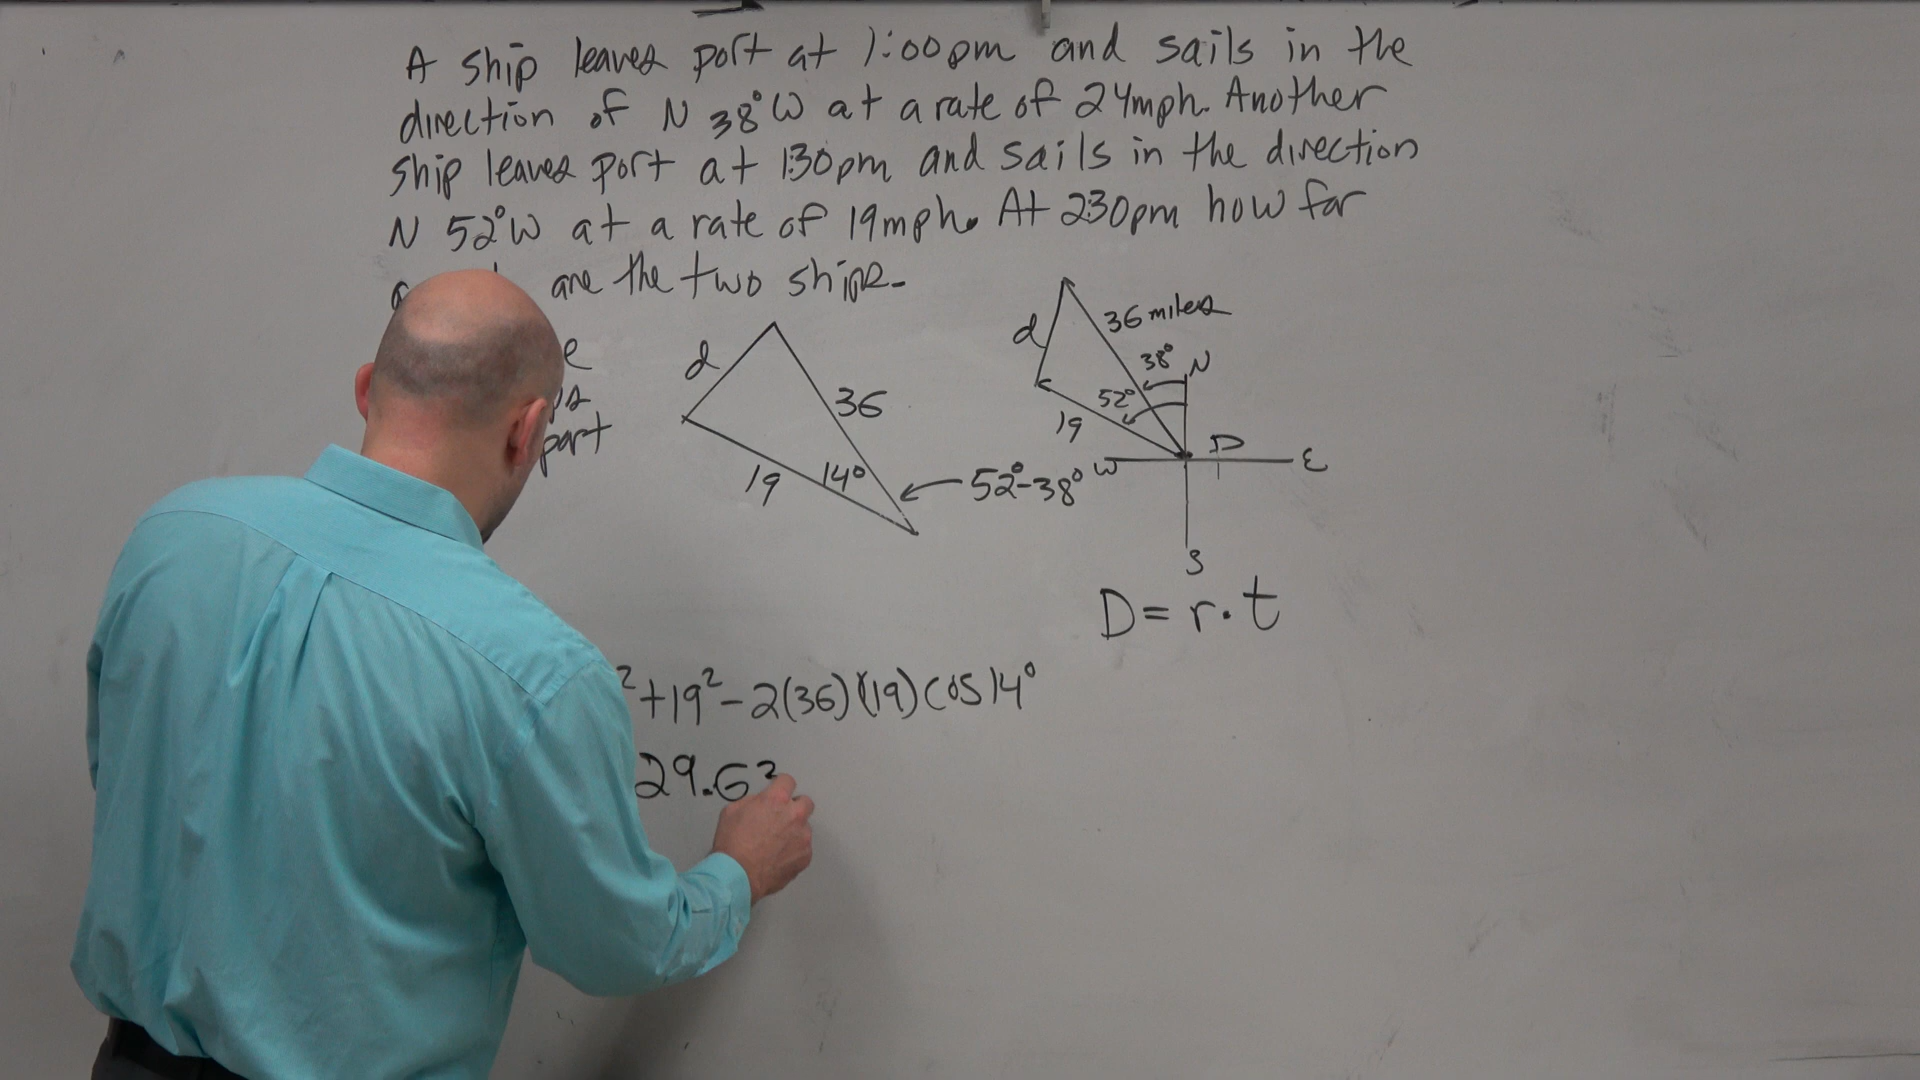 A ship leaves port at 1:00pm and sails in the
direction of N 38° W at a rate of 24mph. Another
ship leaves port at 1:30pm and sails in the direction
N 52° W at a rate of 19mph. At 2:30pm how far
are the two ships.
part
d
36
19
14°
52°-38°
d
36 miles
38°
N
52°
19
W
D
E
S
D = r · t
² + 19² - 2(36)(19) cos 14°
29.63